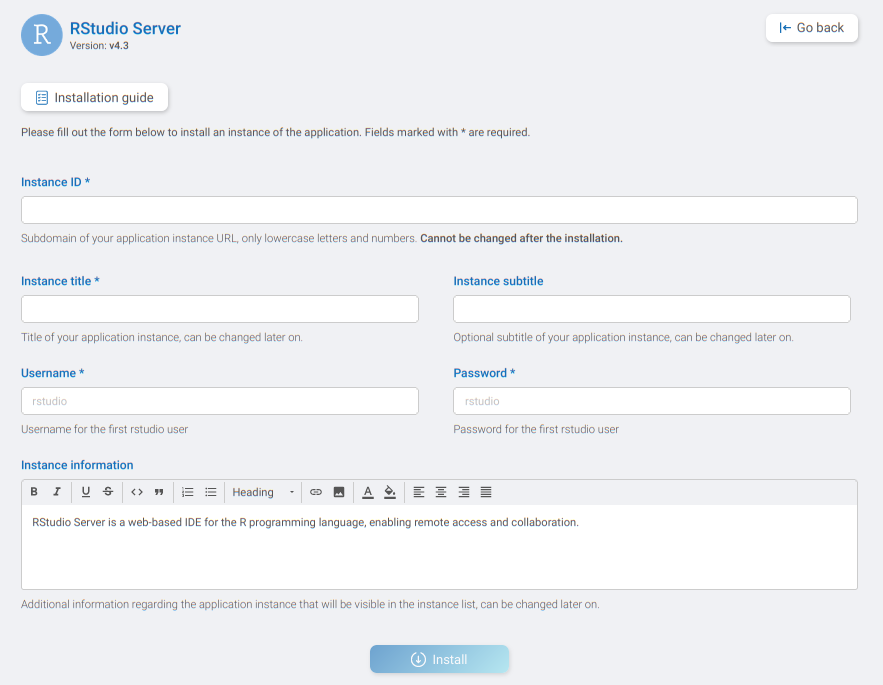 R
RStudio Server
Version: v4.3
Go back
Installation guide
Please fill out the form below to install an instance of the application. Fields marked with * are required.
Instance ID *
Subdomain of your application instance URL, only lowercase letters and numbers. Cannot be changed after the installation.
Instance title *
Instance subtitle
Title of your application instance, can be changed later on.
Optional subtitle of your application instance, can be changed later on.
Username *
Password *
rstudio
rstudio
Username for the first rstudio user
Password for the first rstudio user
Instance information
B I U S Heading A
RStudio Server is a web-based IDE for the R programming language, enabling remote access and collaboration.
Additional information regarding the application instance that will be visible in the instance list, can be changed later on.
Install